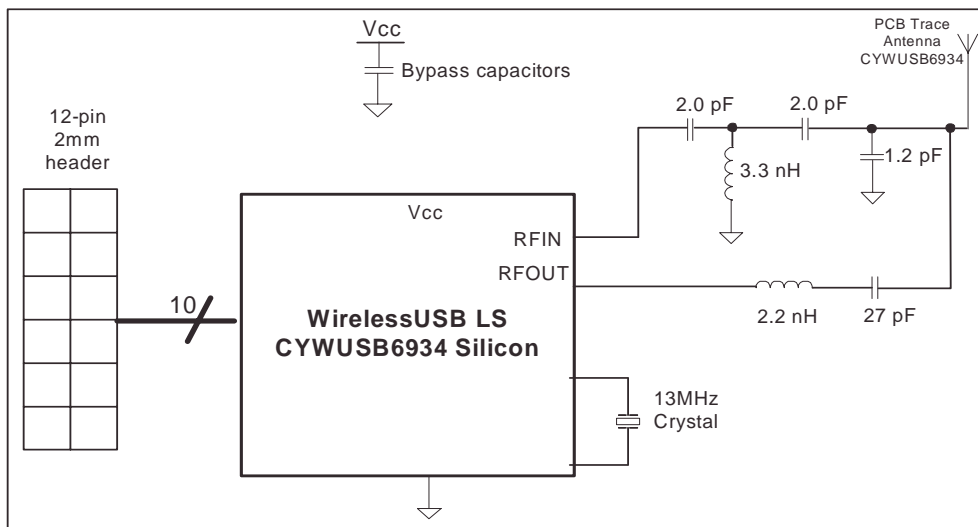 PCB Trace
Antenna
CYWUSB6934
Vcc
Bypass capacitors
2.0 pF
2.0 pF
12-pin
2mm
header
1.2 pF
3.3 nH
Vcc
RFIN
RFOUT
10
WirelessUSB LS
CYWUSB6934 Silicon
2.2 nH
27 pF
13MHz
Crystal